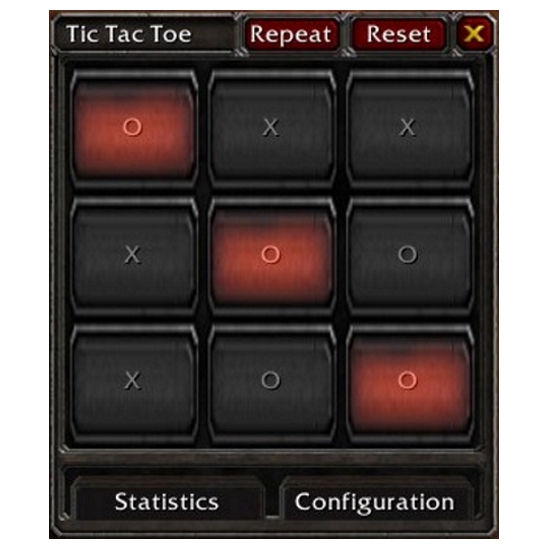 Tic Tac Toe Repeat Reset X
O X X
X O O
X O O
Statistics Configuration